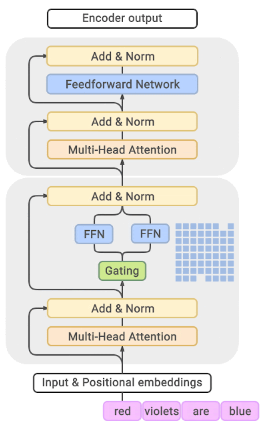 Encoder output
Add & Norm
Feedforward Network
Add & Norm
Multi-Head Attention
Add & Norm
FFN FFN
Gating
Add & Norm
Multi-Head Attention
Input & Positional embeddings
red violets are blue